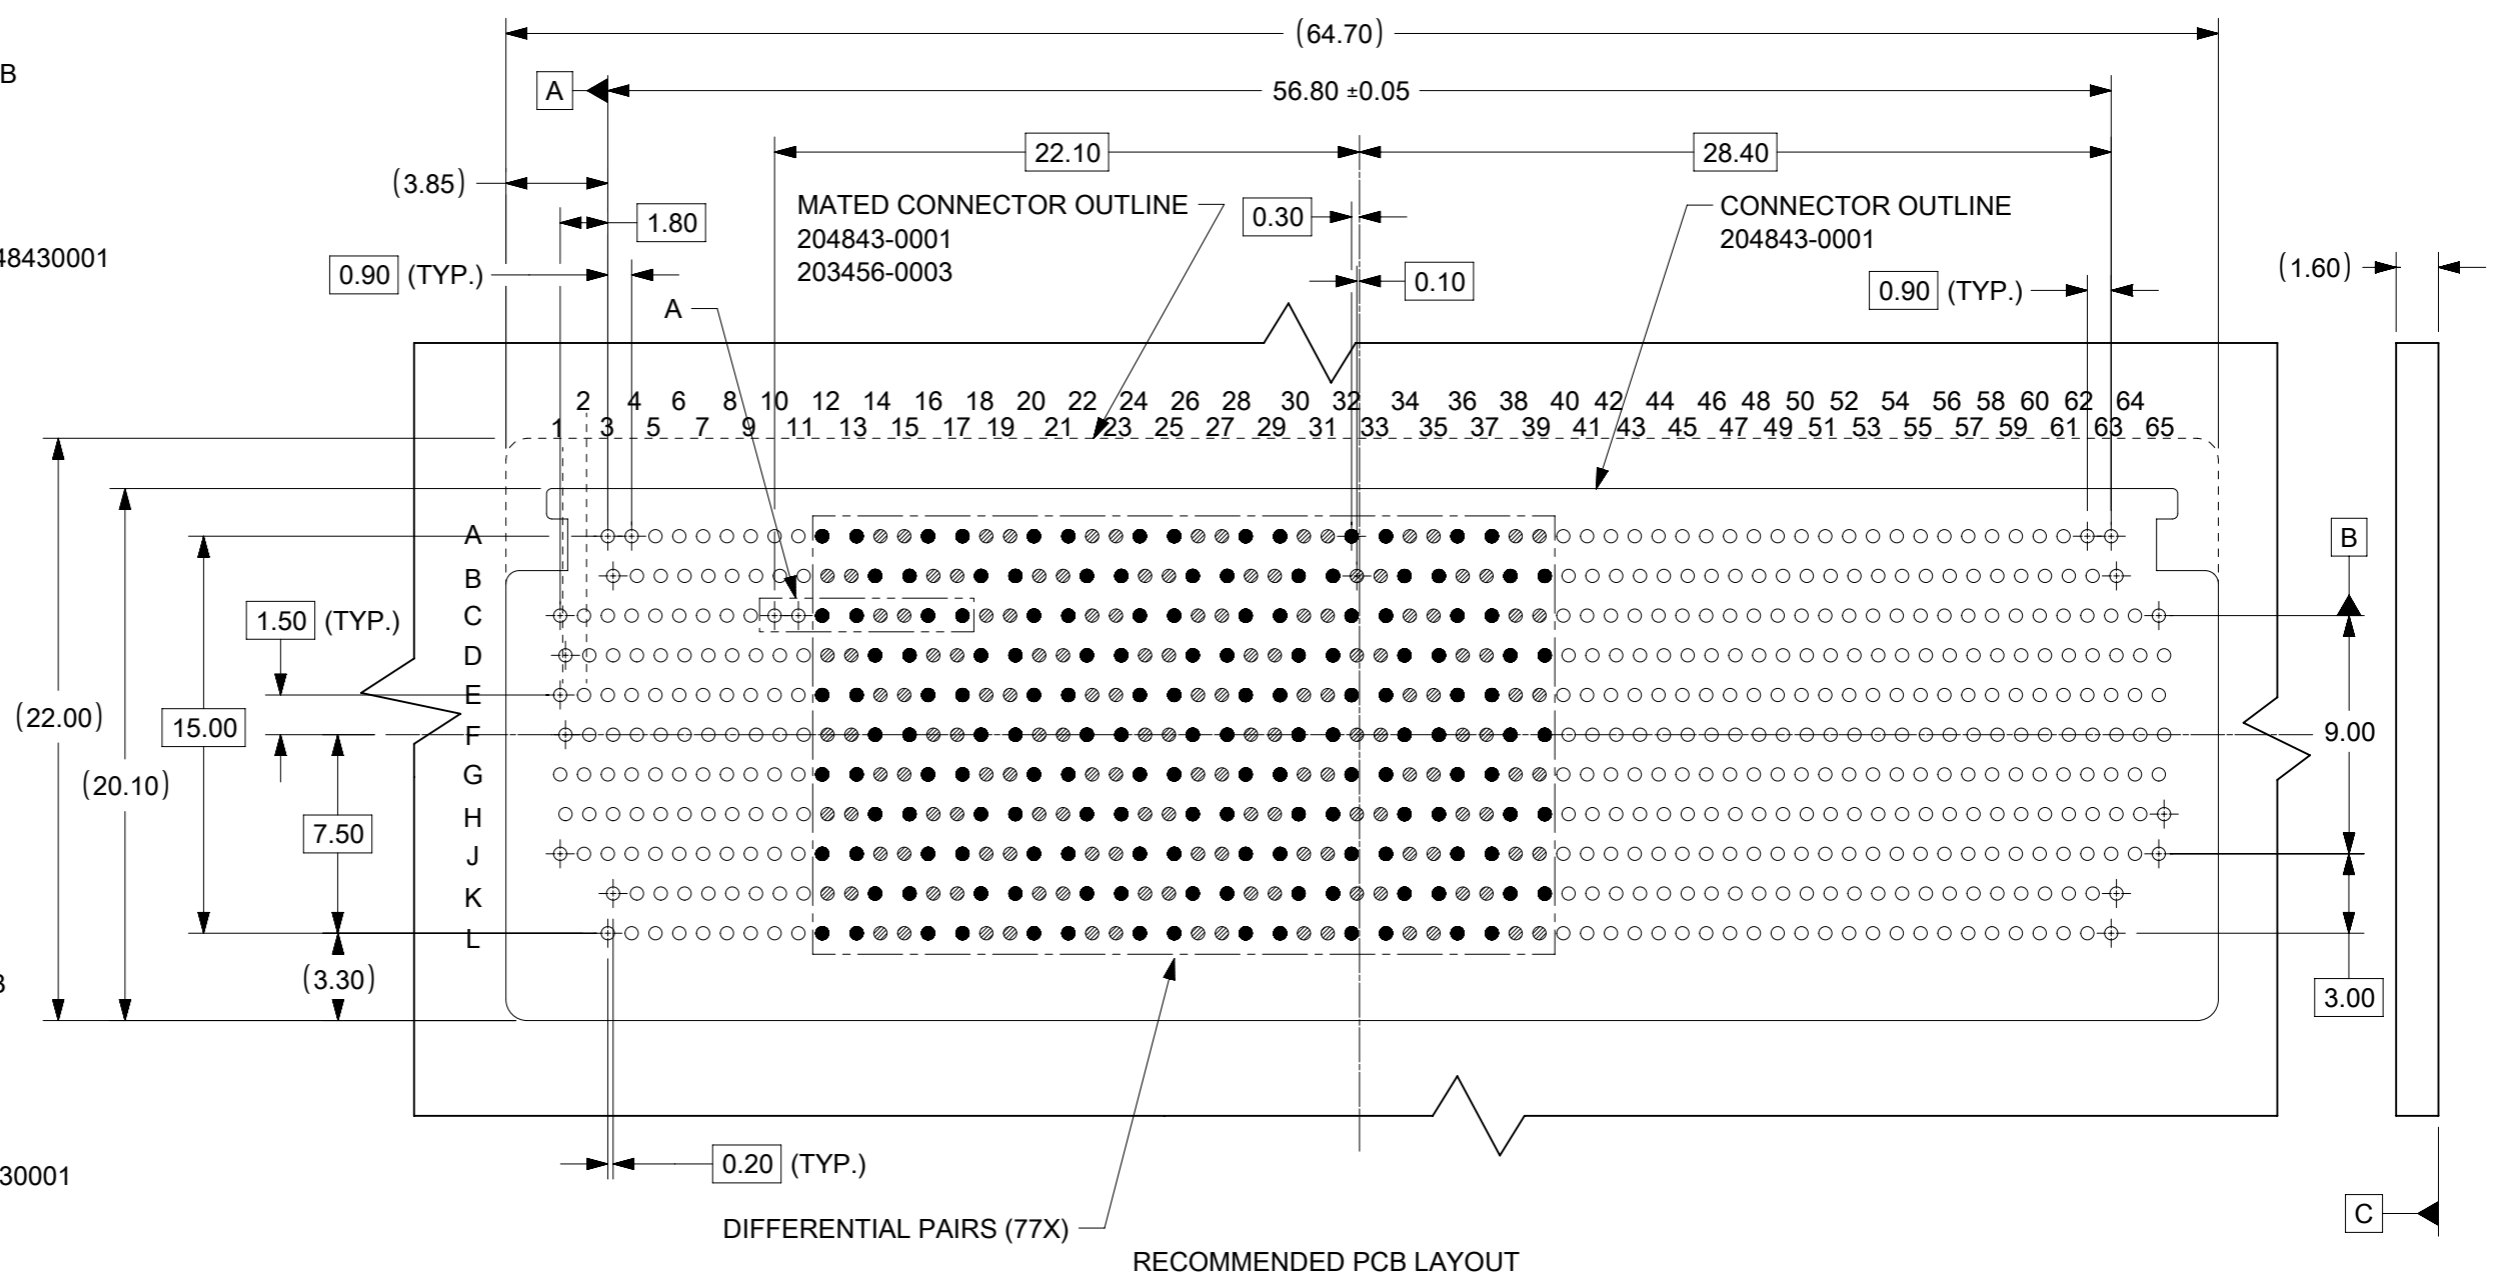 (64.70)
B
A
56.80 ±0.05
22.10
28.40
(3.85)
MATED CONNECTOR OUTLINE
204843-0001
203456-0003
0.30
CONNECTOR OUTLINE
204843-0001
1.80
48430001
0.90 (TYP.)
0.10
0.90 (TYP.)
(1.60)
A
2 4 6 8 10 12 14 16 18 20 22 24 26 28 30 32 34 36 38 40 42 44 46 48 50 52 54 56 58 60 62 64
1 3 5 7 9 11 13 15 17 19 21 23 25 27 29 31 33 35 37 39 41 43 45 47 49 51 53 55 57 59 61 63 65
A
B
B
C
1.50 (TYP.)
D
E
(22.00)
15.00
F
9.00
G
(20.10)
H
7.50
J
K
L
(3.30)
3.00
0.20 (TYP.)
30001
C
DIFFERENTIAL PAIRS (77X)
RECOMMENDED PCB LAYOUT